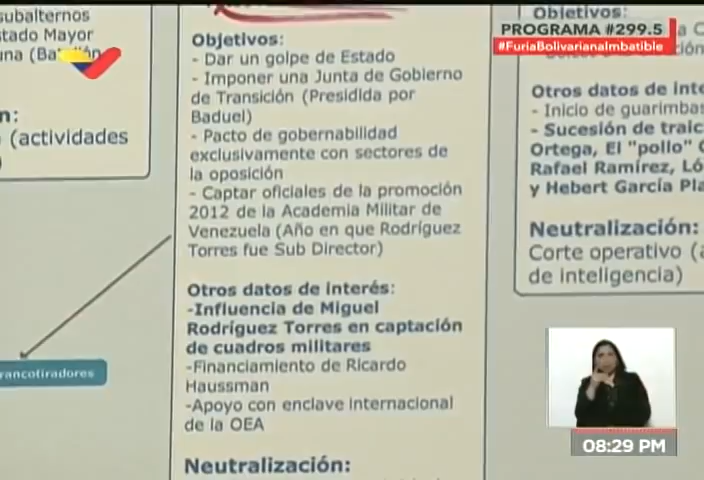 subalternos
stado Mayor
una (Ba
n:
(actividades
)
rancotiradores
Objetivos:
- Dar un golpe de Estado
- Imponer una Junta de Gobierno
de Transición (Presidida por
Baduel)
- Pacto de gobernabilidad
exclusivamente con sectores de
la oposición
- Captar oficiales de la promoción
2012 de la Academia Militar de
Venezuela (Año en que Rodríguez
Torres fue Sub Director)
Otros datos de interés:
-Influencia de Miguel
Rodríguez Torres en captación
de cuadros militares
-Financiamiento de Ricardo
Haussman
-Apoyo con enclave internacional
de la OEA
Neutralización:
Objetivos:
PROGRAMA #299.5
#FuriaBolivarianaImbatible
Otros datos de inte
- Inicio de guarimbas
- Sucesión de traic
Ortega, El "pollo" C
Rafael Ramírez, Ló
y Hebert García Pla
Neutralización:
Corte operativo (a
de inteligencia)
08:29 PM